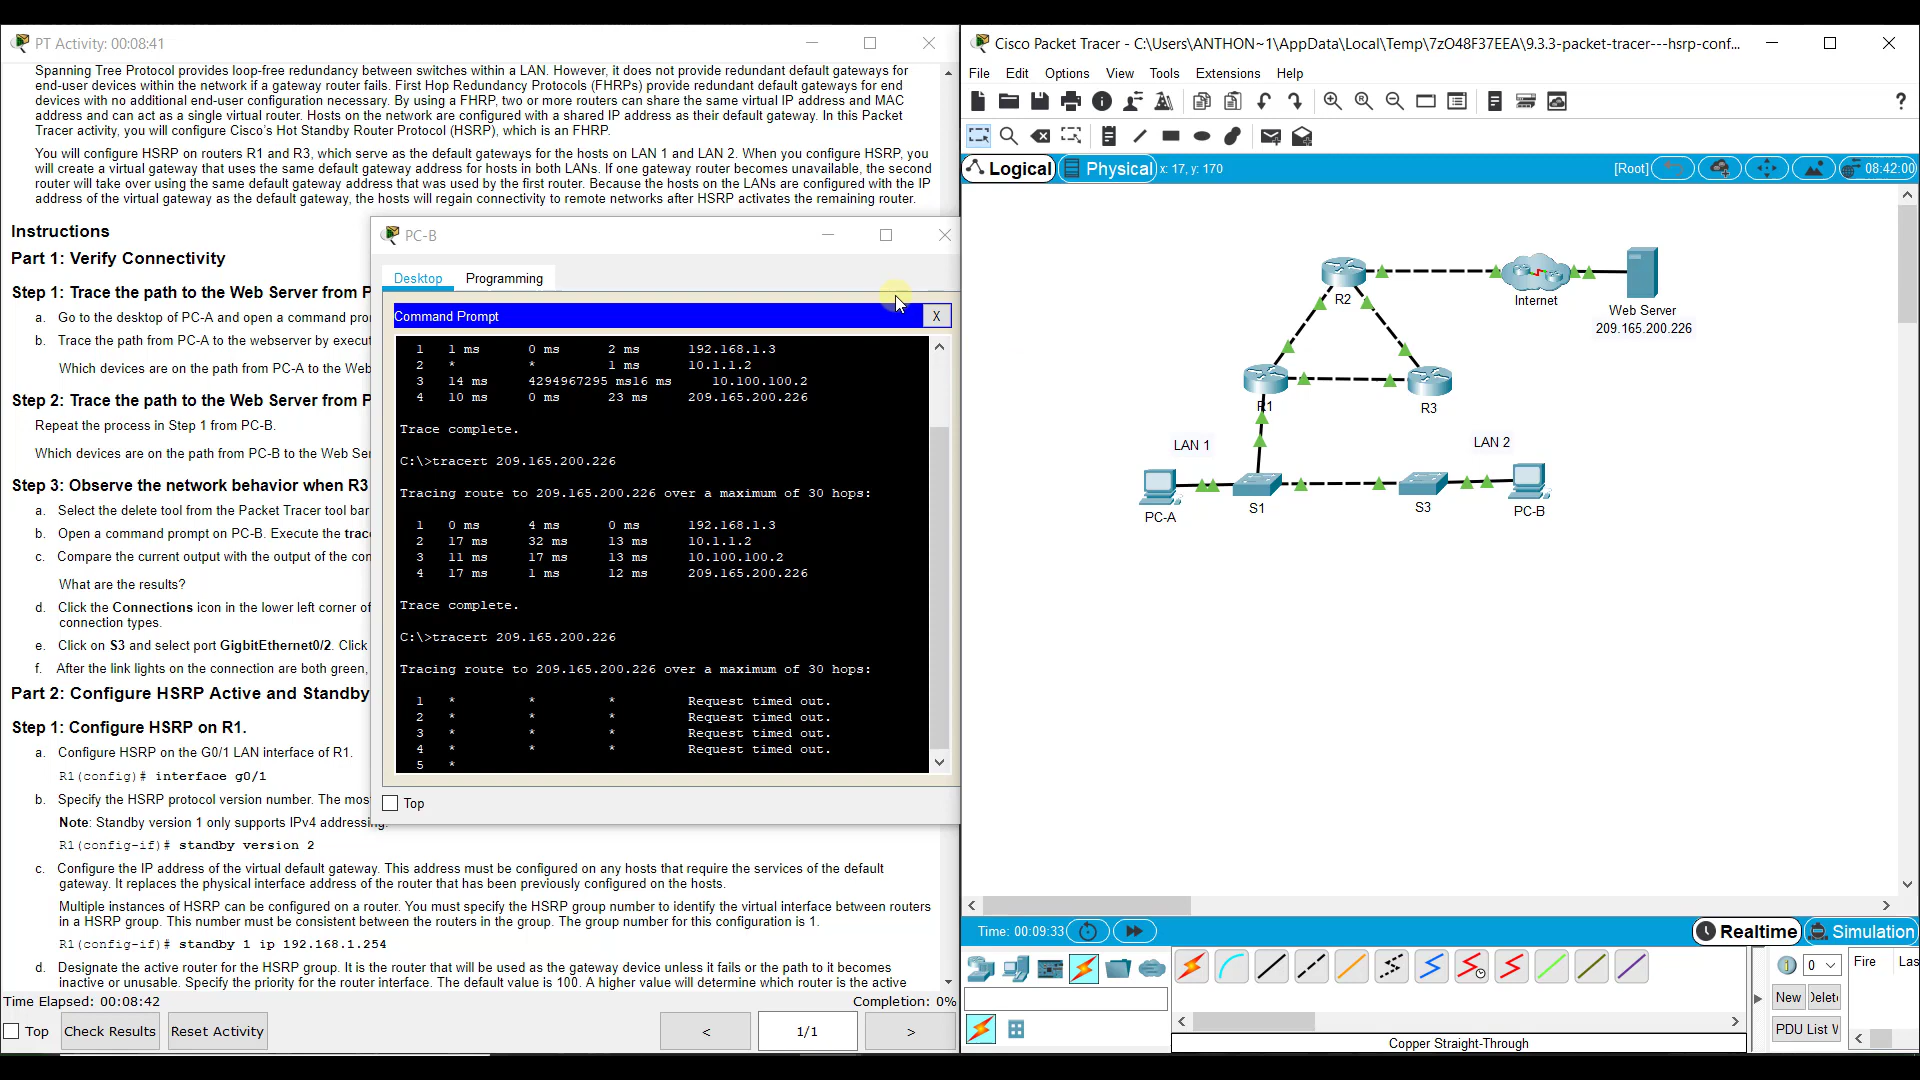 PT Activity: 00:08:41
Spanning Tree Protocol provides loop-free redundancy between switches within a LAN. However, it does not provide redundant default gateways for
end-user devices within the network if a gateway router fails. First Hop Redundancy Protocols (FHRPs) provide redundant default gateways for end
devices with no additional end-user configuration necessary. By using a FHRP, two or more routers can share the same virtual IP address and MAC
address and can act as a single virtual router. Hosts on the network are configured with a shared IP address as their default gateway. In this Packet
Tracer activity, you will configure Cisco's Hot Standby Router Protocol (HSRP), which is an FHRP.
You will configure HSRP on routers R1 and R3, which serve as the default gateways for the hosts on LAN 1 and LAN 2. When you configure HSRP, you
will create a virtual gateway that uses the same default gateway address for hosts in both LANs. If one gateway router becomes unavailable, the second
router will take over using the same default gateway address that was used by the first router. Because the hosts on the LANs are configured with the IP
address of the virtual gateway as the default gateway, the hosts will regain connectivity to remote networks after HSRP activates the remaining router.
Instructions
Part 1: Verify Connectivity
Step 1: Trace the path to the Web Server from P
a. Go to the desktop of PC-A and open a command pro
b. Trace the path from PC-A to the webserver by execut
Which devices are on the path from PC-A to the Web
Step 2: Trace the path to the Web Server from P
Repeat the process in Step 1 from PC-B.
Which devices are on the path from PC-B to the Web Se
Step 3: Observe the network behavior when R3
a. Select the delete tool from the Packet Tracer tool bar
b. Open a command prompt on PC-B. Execute the trac
c. Compare the current output with the output of the con
What are the results?
d. Click the Connections icon in the lower left corner of
connection types.
e. Click on S3 and select port GigbitEthernet0/2. Click
f. After the link lights on the connection are both green,
Part 2: Configure HSRP Active and Standby
Step 1: Configure HSRP on R1.
a. Configure HSRP on the G0/1 LAN interface of R1.
R1(config)# interface g0/1
b. Specify the HSRP protocol version number. The mos
Note: Standby version 1 only supports IPv4 addressing.
R1(config-if)# standby version 2
c. Configure the IP address of the virtual default gateway. This address must be configured on any hosts that require the services of the default
gateway. It replaces the physical interface address of the router that has been previously configured on the hosts.
Multiple instances of HSRP can be configured on a router. You must specify the HSRP group number to identify the virtual interface between routers
in a HSRP group. This number must be consistent between the routers in the group. The group number for this configuration is 1.
R1(config-if)# standby 1 ip 192.168.1.254
d. Designate the active router for the HSRP group. It is the router that will be used as the gateway device unless it fails or the path to it becomes
inactive or unusable. Specify the priority for the router interface. The default value is 100. A higher value will determine which router is the active
Time Elapsed: 00:08:42
Completion: 0%
Top
Check Results
Reset Activity
<
1/1
>
PC-B
Desktop
Programming
Command Prompt
X
1 1 ms 0 ms 2 ms 192.168.1.3
2 * * 1 ms 10.1.1.2
3 14 ms 4294967295 ms16 ms 10.100.100.2
4 10 ms 0 ms 23 ms 209.165.200.226
Trace complete.
C:\>tracert 209.165.200.226
Tracing route to 209.165.200.226 over a maximum of 30 hops:
1 0 ms 4 ms 0 ms 192.168.1.3
2 17 ms 32 ms 13 ms 10.1.1.2
3 11 ms 17 ms 13 ms 10.100.100.2
4 17 ms 1 ms 12 ms 209.165.200.226
Trace complete.
C:\>tracert 209.165.200.226
Tracing route to 209.165.200.226 over a maximum of 30 hops:
1 * * * Request timed out.
2 * * * Request timed out.
3 * * * Request timed out.
4 * * * Request timed out.
5 *
Top
Cisco Packet Tracer - C:\Users\ANTHON~1\AppData\Local\Temp\7zO48F37EEA\9.3.3-packet-tracer---hsrp-conf...
File Edit Options View Tools Extensions Help
?
Logical
Physical
x: 17, y: 170
[Root]
08:42:00
R2
Internet
Web Server
209.165.200.226
R1
R3
LAN 1
LAN 2
PC-A
S1
S3
PC-B
Time: 00:09:33
Realtime
Simulation
0
Fire
Las
New
Delet
PDU List W
Copper Straight-Through